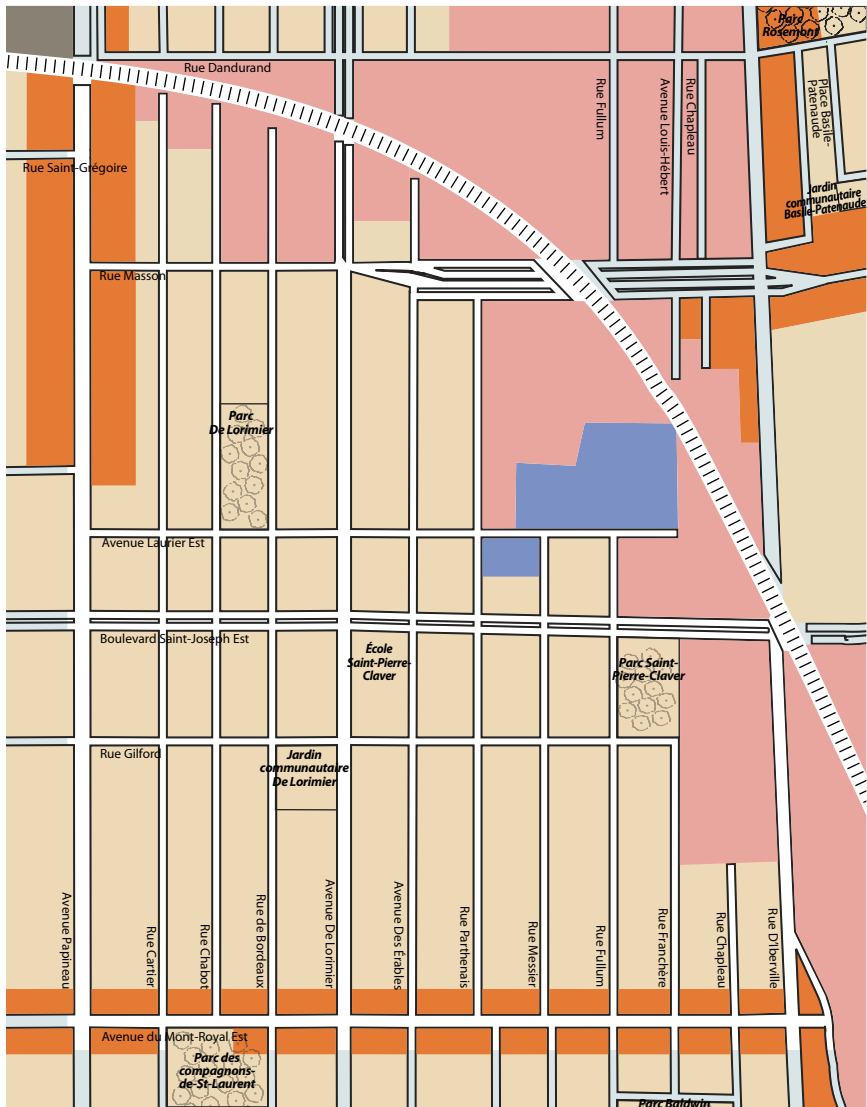 Parc
Rosemont
Rue Dandurand
Rue Fullum
Avenue Louis-Hébert
Rue Chapleau
Place Basile-
Patenaude
Rue Saint-Grégoire
Jardin
communautaire
Basile-Patenaude
Rue Masson
Parc
De Lorimier
Avenue Laurier Est
Boulevard Saint-Joseph Est
École
Saint-Pierre-
Claver
Parc Saint-
Pierre-Claver
Rue Gilford
Jardin
communautaire
De Lorimier
Avenue Papineau
Rue Cartier
Rue Chabot
Rue de Bordeaux
Avenue De Lorimier
Avenue Des Érables
Rue Parthenais
Rue Messier
Rue Fullum
Rue Franchère
Rue Chapleau
Rue D'Iberville
Avenue du Mont-Royal Est
Parc des
compagnons-
de-St-Laurent
Parc Baldwin